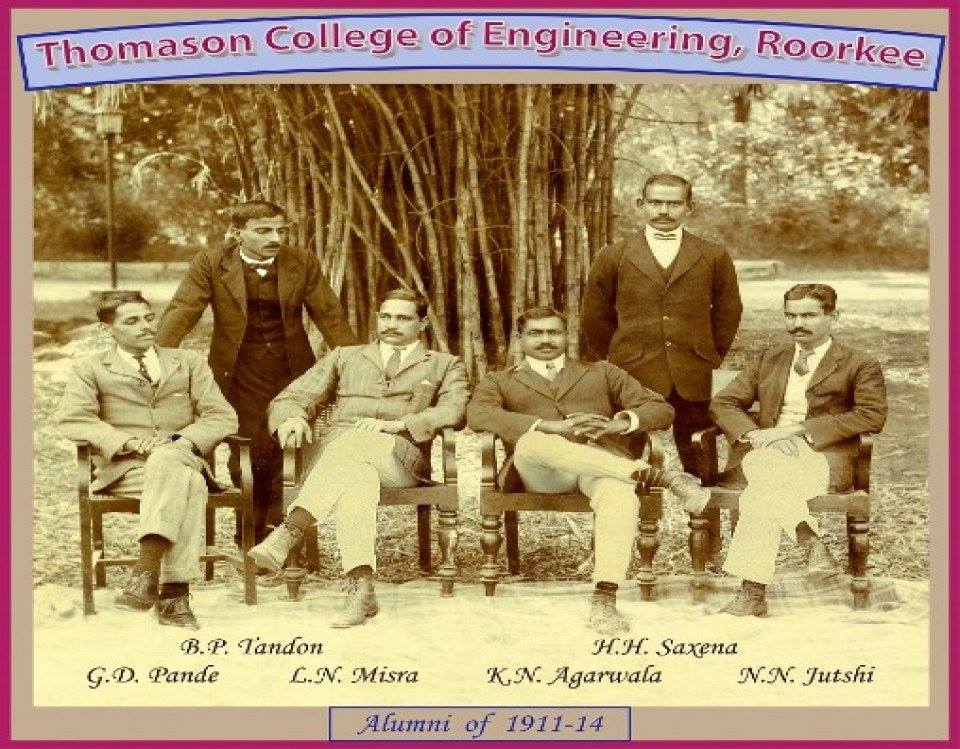 Thomason College of Engineering, Roorkee
B.P. Tandon H.H. Saxena
G.D. Pande L.N. Misra K.N. Agarwala N.N. Jutshi
Alumni of 1911-14